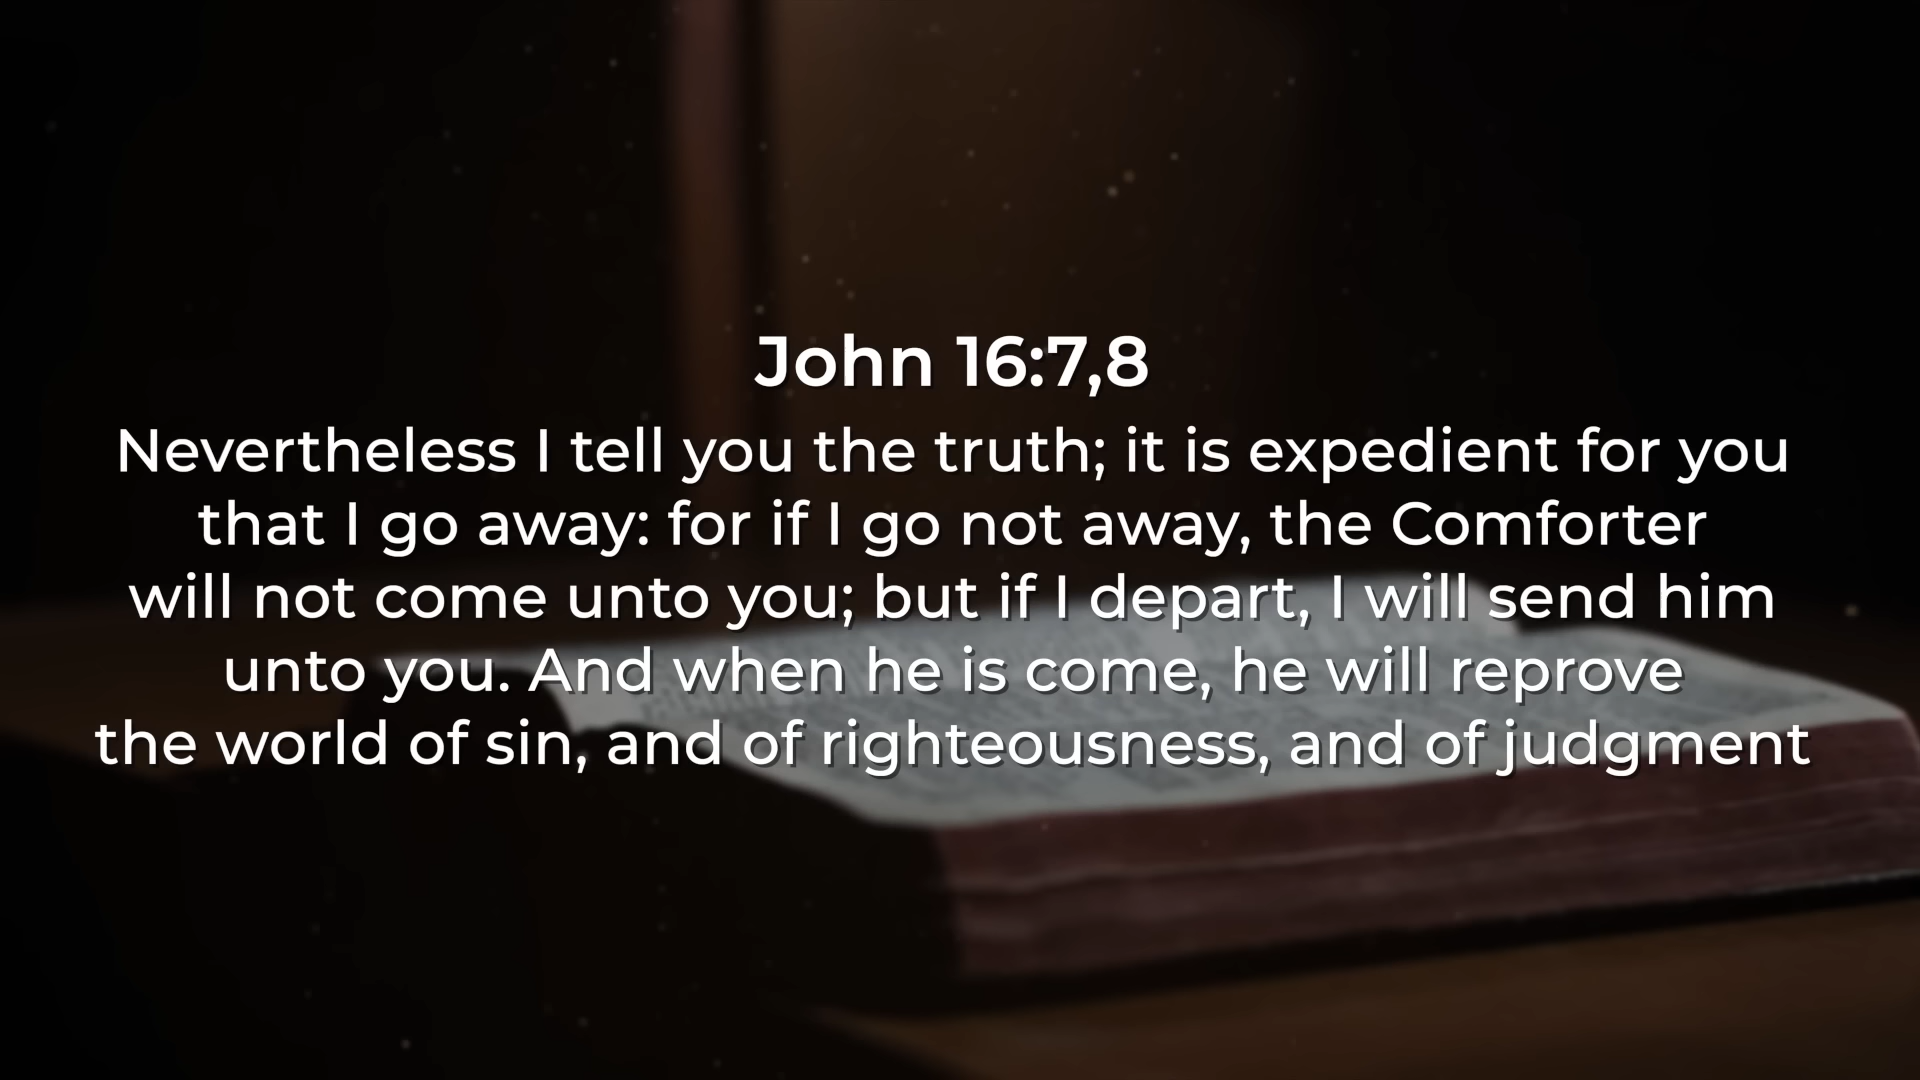 John 16:7,8
Nevertheless I tell you the truth; it is expedient for you
that I go away: for if I go not away, the Comforter
will not come unto you; but if I depart, I will send him
unto you. And when he is come, he will reprove
the world of sin, and of righteousness, and of judgment